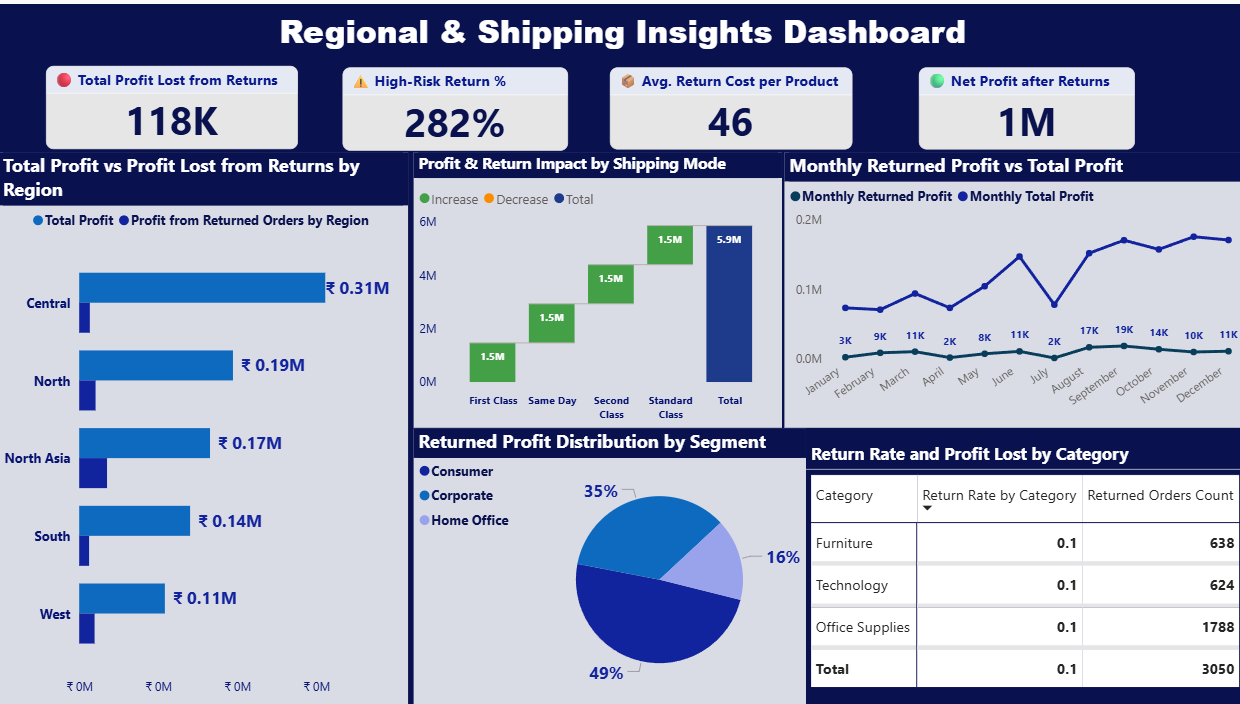 Regional & Shipping Insights Dashboard
Total Profit Lost from Returns
118K
High-Risk Return %
282%
Avg. Return Cost per Product
46
Net Profit after Returns
1M
Total Profit vs Profit Lost from Returns by
Region
Total Profit Profit from Returned Orders by Region
Central
₹ 0.31M
North
₹ 0.19M
North Asia
₹ 0.17M
South
₹ 0.14M
West
₹ 0.11M
₹ 0M ₹ 0M ₹ 0M ₹ 0M
Profit & Return Impact by Shipping Mode
Increase Decrease Total
6M
4M
2M
0M
1.5M
1.5M
1.5M
1.5M
5.9M
First Class
Same Day
Second
Class
Standard
Class
Total
Monthly Returned Profit vs Total Profit
Monthly Returned Profit Monthly Total Profit
0.2M
0.1M
0.0M
3K 9K 11K 2K 8K 11K 2K 17K 19K 14K 10K 11K
January
February
March
April
May
June
July
August
September
October
November
December
Returned Profit Distribution by Segment
Consumer
Corporate
Home Office
35%
16%
49%
Return Rate and Profit Lost by Category
Category Return Rate by Category Returned Orders Count
Furniture 0.1 638
Technology 0.1 624
Office Supplies 0.1 1788
Total 0.1 3050